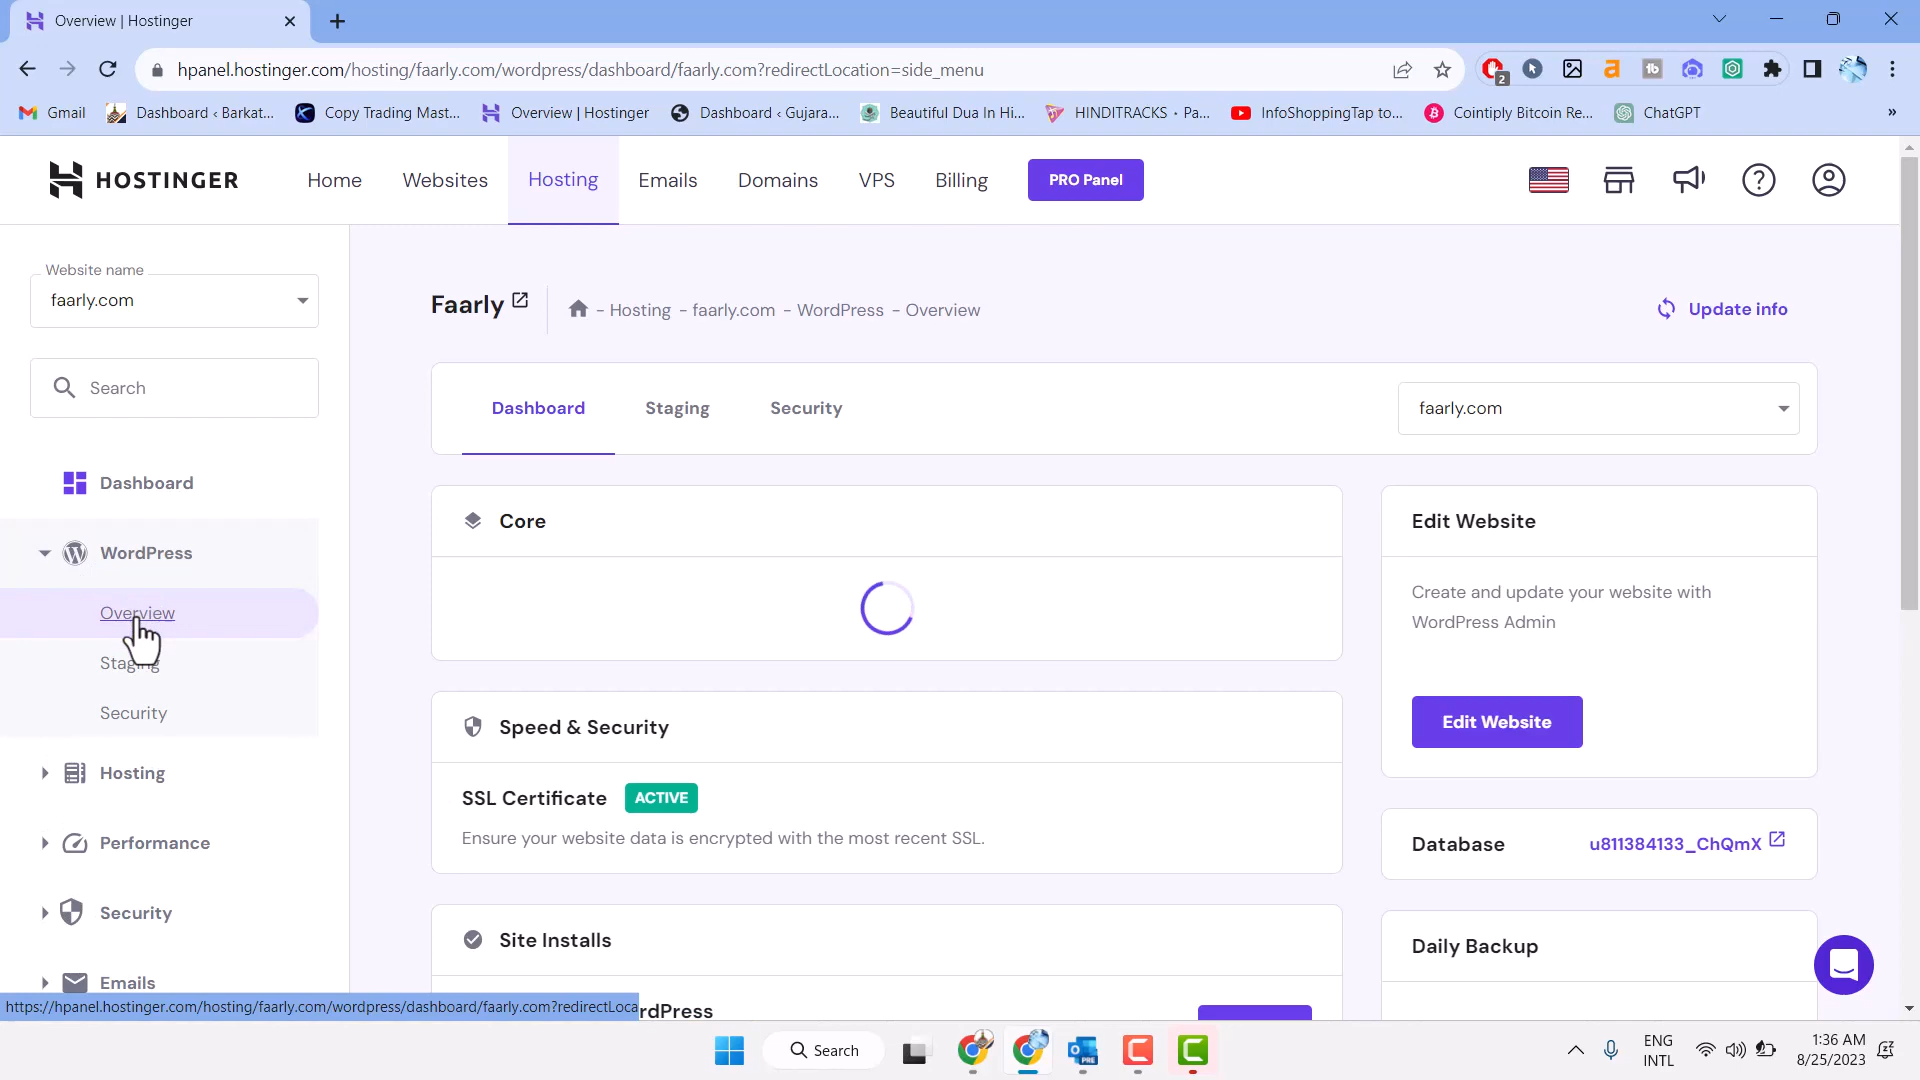 Overview | Hostinger
hpanel.hostinger.com/hosting/faarly.com/wordpress/dashboard/faarly.com?redirectLocation=side_menu
2
Gmail
Dashboard ‹ Barkat...
Copy Trading Mast...
Overview | Hostinger
Dashboard ‹ Gujara...
Beautiful Dua In Hi...
HINDITRACKS • Pa...
InfoShoppingTap to...
Cointiply Bitcoin Re...
ChatGPT
»
HOSTINGER
Home
Websites
Hosting
Emails
Domains
VPS
Billing
PRO Panel
Website name
faarly.com
Search
Dashboard
WordPress
Overview
Staging
Security
Hosting
Performance
Security
Emails
https://hpanel.hostinger.com/hosting/faarly.com/wordpress/dashboard/faarly.com?redirectLoca
Faarly
- Hosting - faarly.com - WordPress - Overview
Update info
Dashboard
Staging
Security
faarly.com
Core
Speed & Security
SSL Certificate
ACTIVE
Ensure your website data is encrypted with the most recent SSL.
Site Installs
rdPress
Edit Website
Create and update your website with
WordPress Admin
Edit Website
Database
u811384133_ChQmX
Daily Backup
Search
PRE
ENG
INTL
1:36 AM
8/25/2023